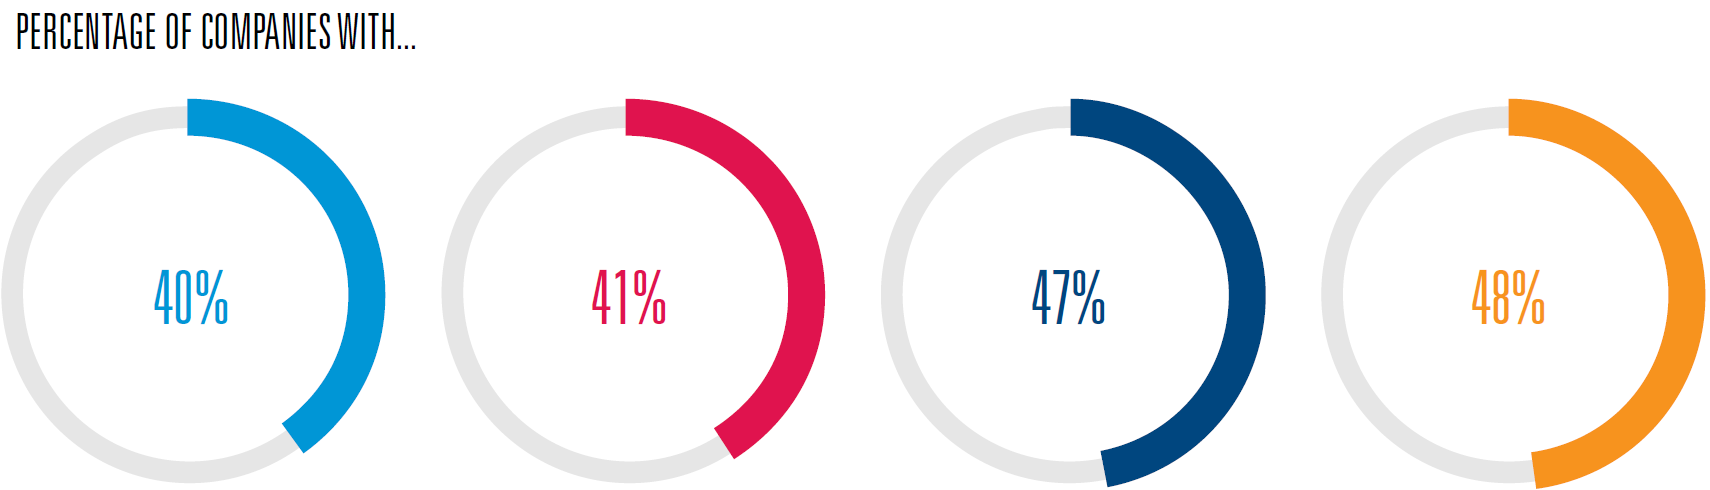 PERCENTAGE OF COMPANIES WITH...
40% 41% 47% 48%